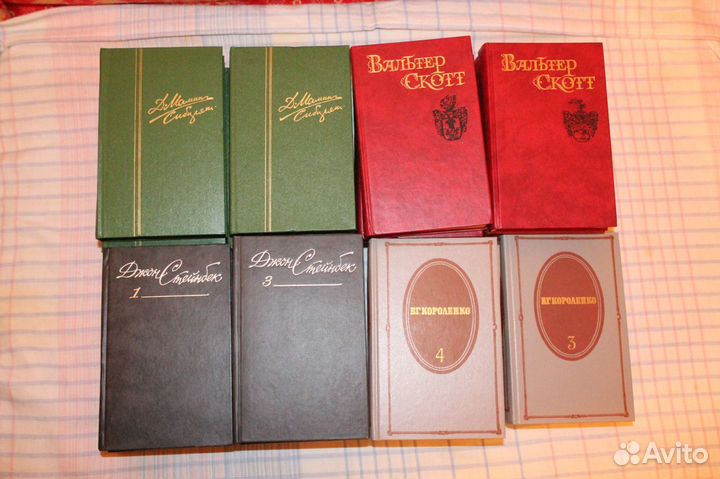 Д. Мамин-
Сибиряк
Д. Мамин-
Сибиряк
Вальтер
Скотт
Вальтер
Скотт
Джон Стейнбек
1
Джон Стейнбек
3
В.Г. КОРОЛЕНКО
4
В.Г. КОРОЛЕНКО
3
Avito